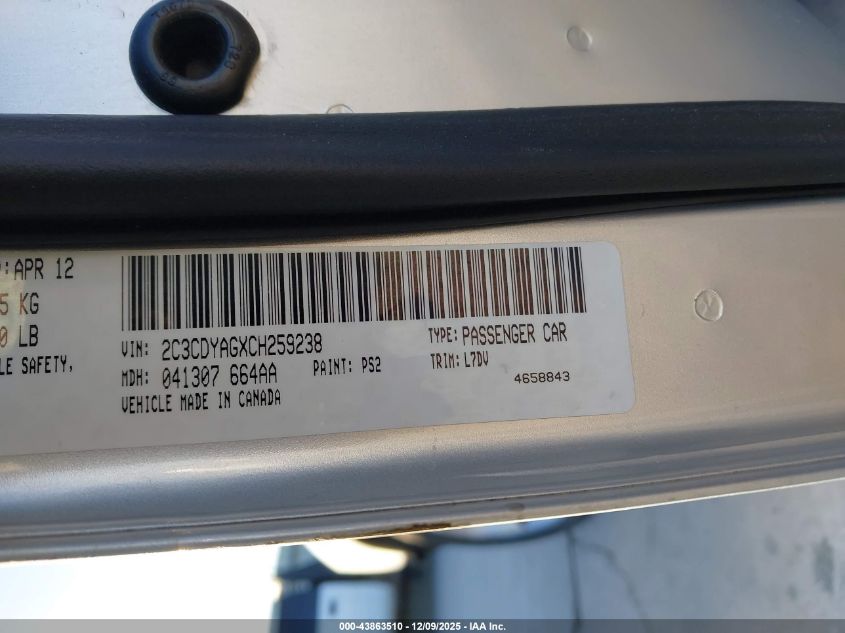 :APR 12
5 KG
0 LB
LE SAFETY,
VIN: 2C3CDYAGXCH259238
TYPE: PASSENGER CAR
MDH: 041307 664AA
PAINT: PS2
TRIM: L7DV
4658843
VEHICLE MADE IN CANADA
000-43863510 - 12/09/2025 - IAA Inc.